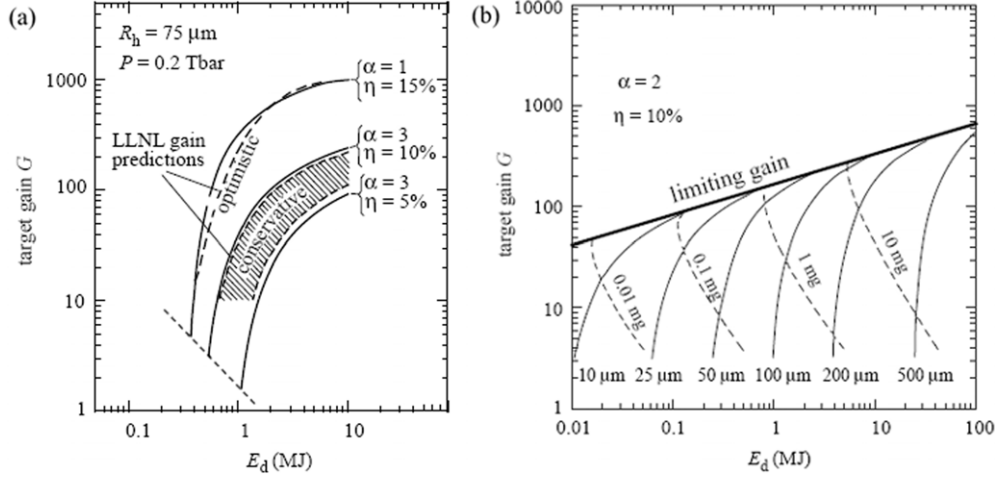 (a)
R_h = 75 μm
P = 0.2 Tbar
1000
100
10
1
target gain G
LLNL gain
predictions
optimistic
conservative
α = 1
η = 15%
α = 3
η = 10%
α = 3
η = 5%
0.1
1
10
E_d (MJ)
(b)
10000
1000
100
10
1
target gain G
α = 2
η = 10%
limiting gain
0.01 mg
0.1 mg
1 mg
10 mg
10 μm
25 μm
50 μm
100 μm
200 μm
500 μm
0.01
0.1
1
10
100
E_d (MJ)